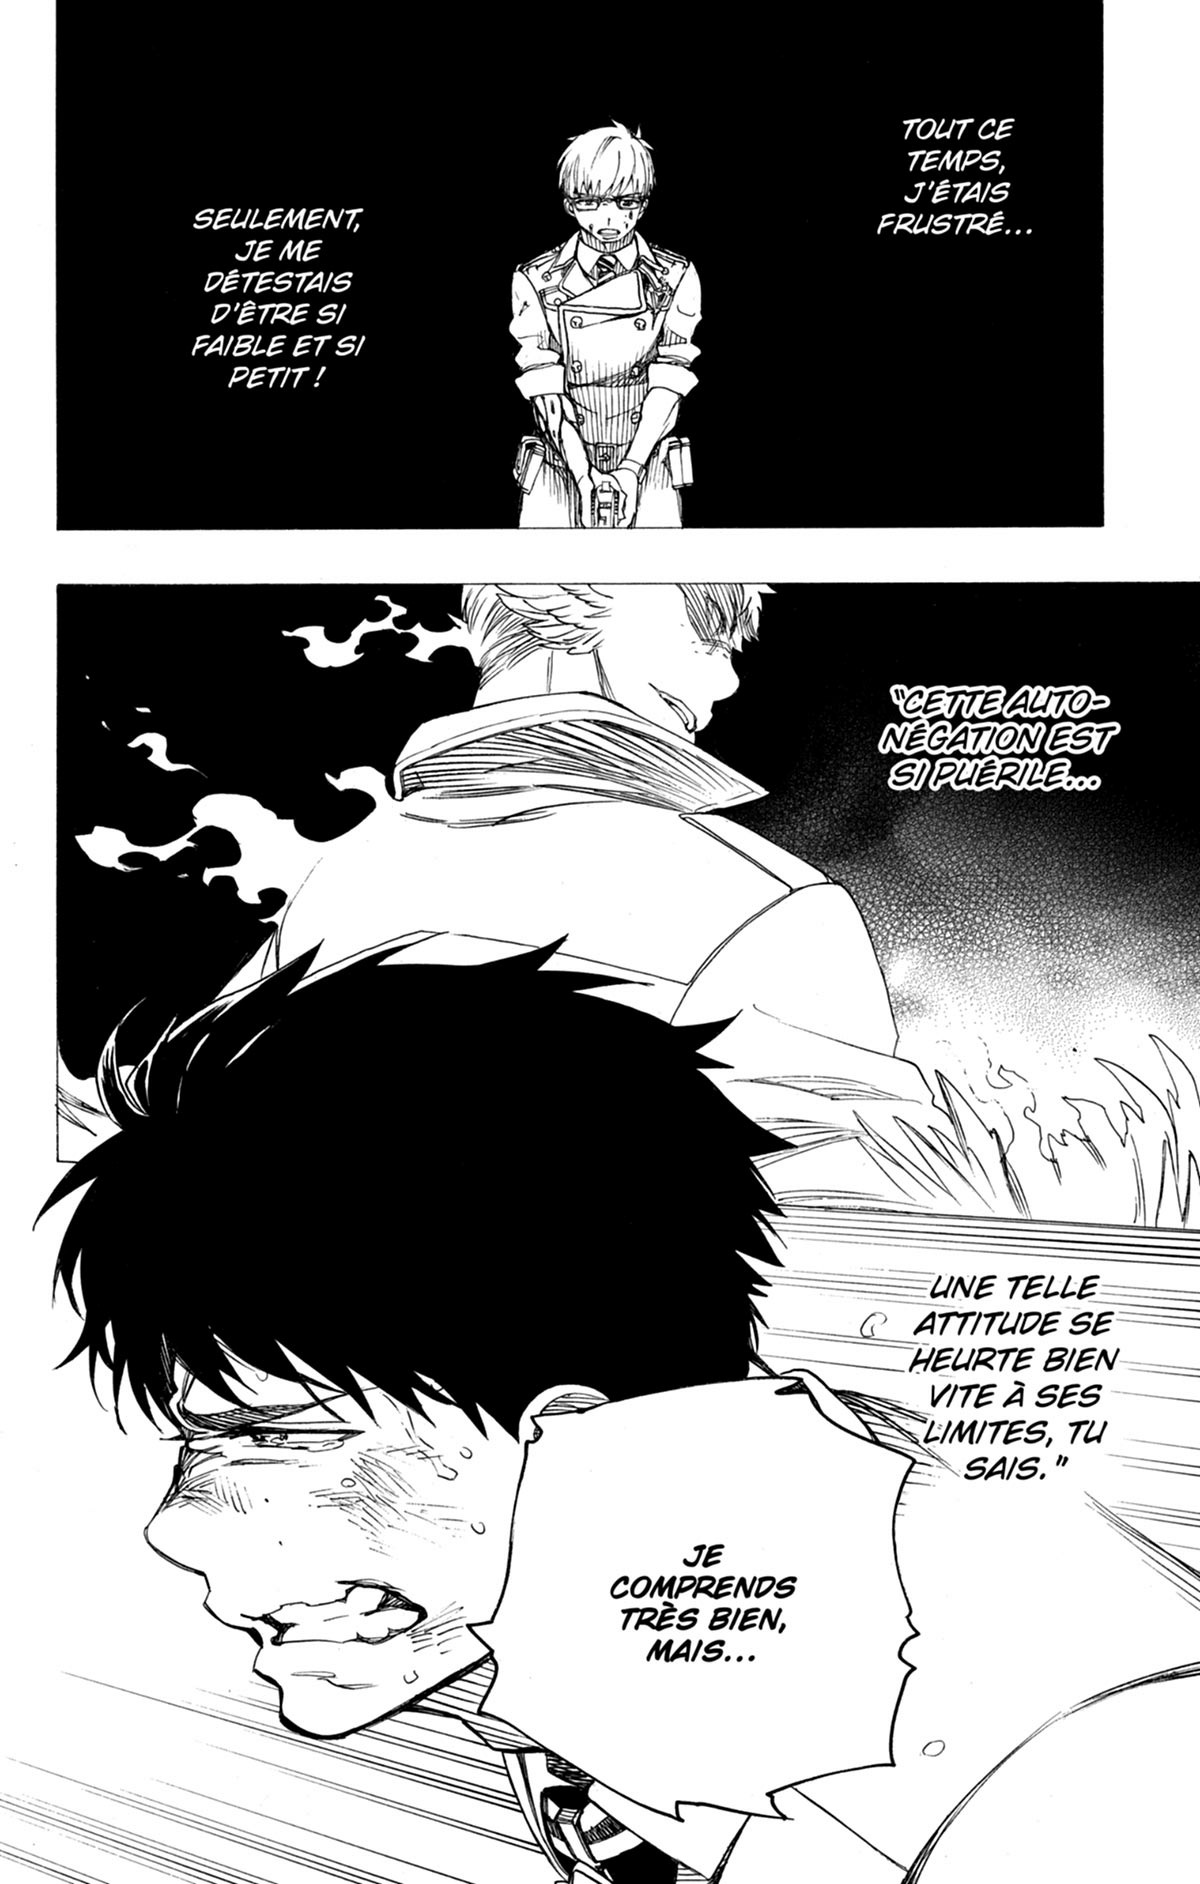 TOUT CE
TEMPS,
J'ÉTAIS
FRUSTRÉ...
SEULEMENT,
JE ME
DÉTESTAIS
D'ÊTRE SI
FAIBLE ET SI
PETIT !
"CETTE AUTO-
NÉGATION EST
SI PUÉRILE...
UNE TELLE
ATTITUDE SE
HEURTE BIEN
VITE À SES
LIMITES, TU
SAIS."
JE
COMPRENDS
TRÈS BIEN,
MAIS...